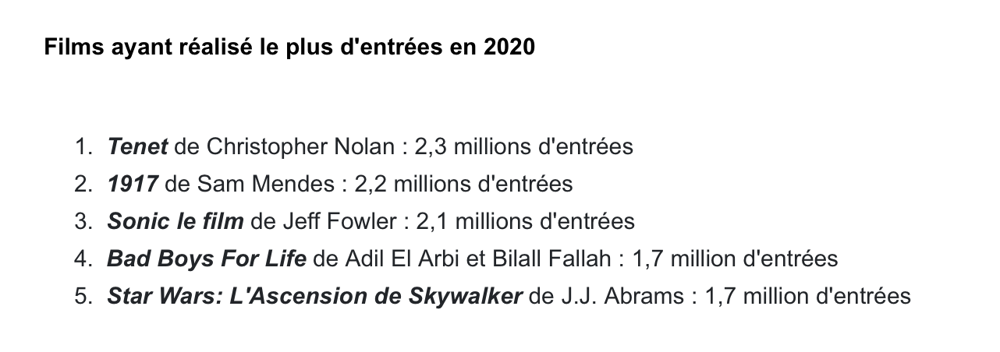 Films ayant réalisé le plus d'entrées en 2020
1. Tenet de Christopher Nolan : 2,3 millions d'entrées
2. 1917 de Sam Mendes : 2,2 millions d'entrées
3. Sonic le film de Jeff Fowler : 2,1 millions d'entrées
4. Bad Boys For Life de Adil El Arbi et Bilall Fallah : 1,7 million d'entrées
5. Star Wars: L'Ascension de Skywalker de J.J. Abrams : 1,7 million d'entrées